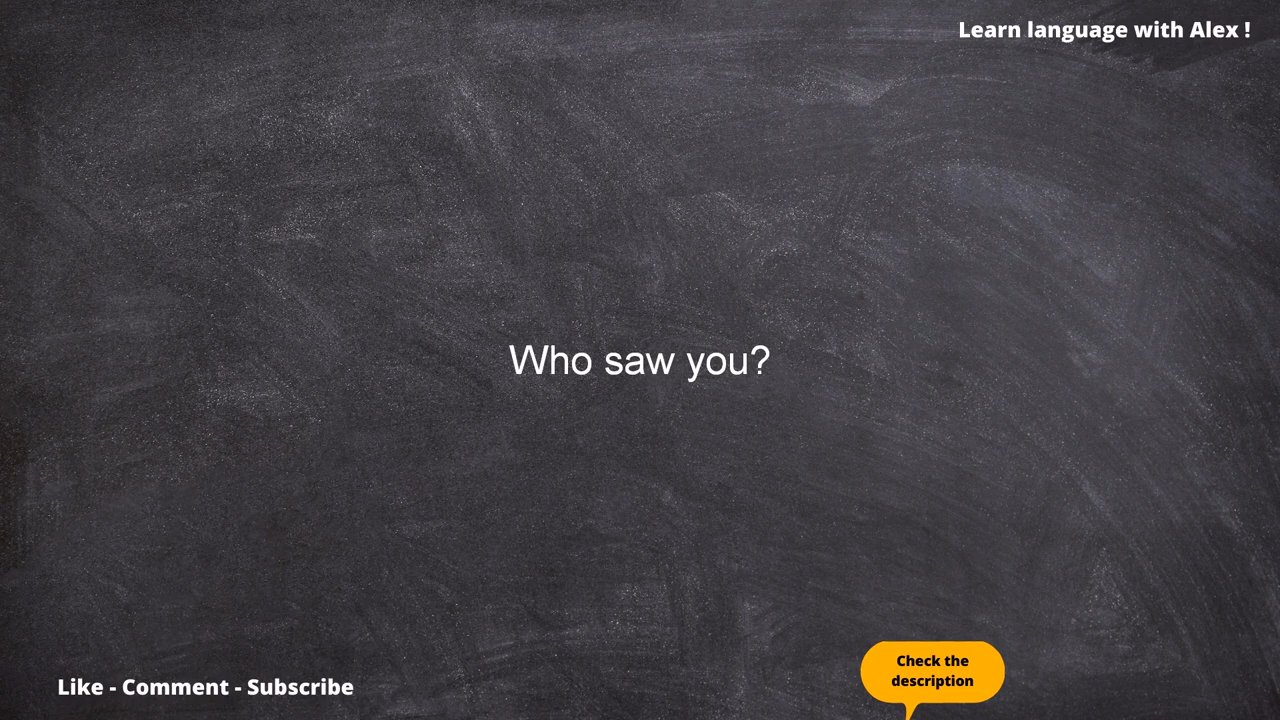 Learn language with Alex !
Who saw you?
Check the
description
Like - Comment - Subscribe